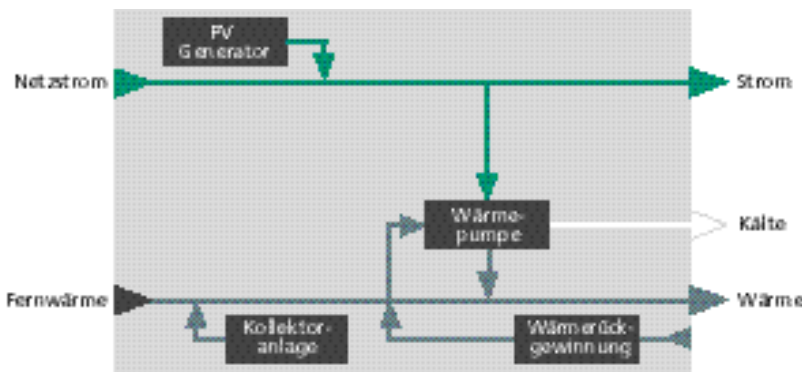 PV
Generator
Netzstrom
Strom
Wärme-
pumpe
Kälte
Fernwärme
Wärme
Kollektor-
anlage
Wärmerück-
gewinnung